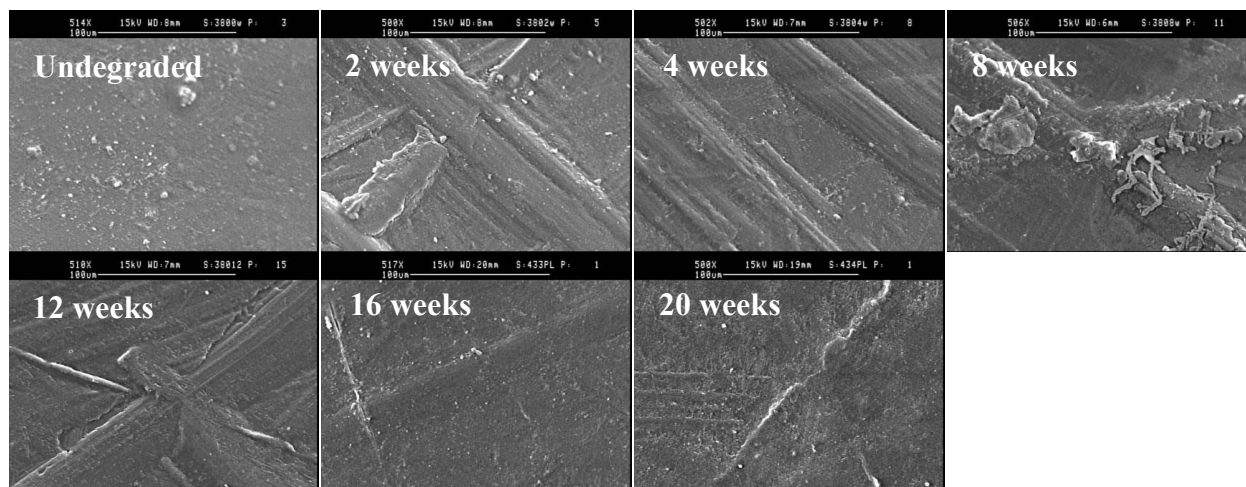 514X 15kV WD:8mm S:3800w P: 3
100um
Undegraded
500X 15kV WD:8mm S:3802w P: 5
100um
2 weeks
502X 15kV WD:7mm S:3804w P: 8
100um
4 weeks
506X 15kV WD:6mm S:3808w P: 11
100um
8 weeks
510X 15kV WD:7mm S:38012 P: 15
100um
12 weeks
517X 15kV WD:20mm S:433PL P: 1
100um
16 weeks
500X 15kV WD:19mm S:434PL P: 1
100um
20 weeks